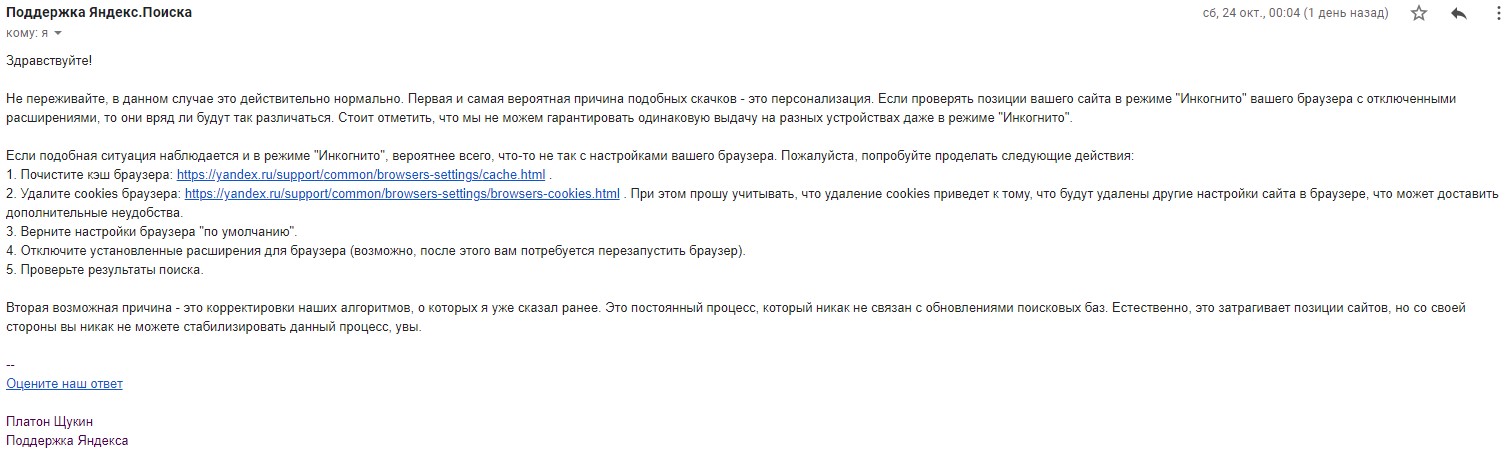 Поддержка Яндекс.Поиска
сб, 24 окт., 00:04 (1 день назад)
кому: я
Здравствуйте!
Не переживайте, в данном случае это действительно нормально. Первая и самая вероятная причина подобных скачков - это персонализация. Если проверять позиции вашего сайта в режиме "Инкогнито" вашего браузера с отключенными
расширениями, то они вряд ли будут так различаться. Стоит отметить, что мы не можем гарантировать одинаковую выдачу на разных устройствах даже в режиме "Инкогнито".
Если подобная ситуация наблюдается и в режиме "Инкогнито", вероятнее всего, что-то не так с настройками вашего браузера. Пожалуйста, попробуйте проделать следующие действия:
1. Почистите кэш браузера: https://yandex.ru/support/common/browsers-settings/cache.html .
2. Удалите cookies браузера: https://yandex.ru/support/common/browsers-settings/browsers-cookies.html . При этом прошу учитывать, что удаление cookies приведет к тому, что будут удалены другие настройки сайта в браузере, что может доставить
дополнительные неудобства.
3. Верните настройки браузера "по умолчанию".
4. Отключите установленные расширения для браузера (возможно, после этого вам потребуется перезапустить браузер).
5. Проверьте результаты поиска.
Вторая возможная причина - это корректировки наших алгоритмов, о которых я уже сказал ранее. Это постоянный процесс, который никак не связан с обновлениями поисковых баз. Естественно, это затрагивает позиции сайтов, но со своей
стороны вы никак не можете стабилизировать данный процесс, увы.
--
Оцените наш ответ
Платон Щукин
Поддержка Яндекса